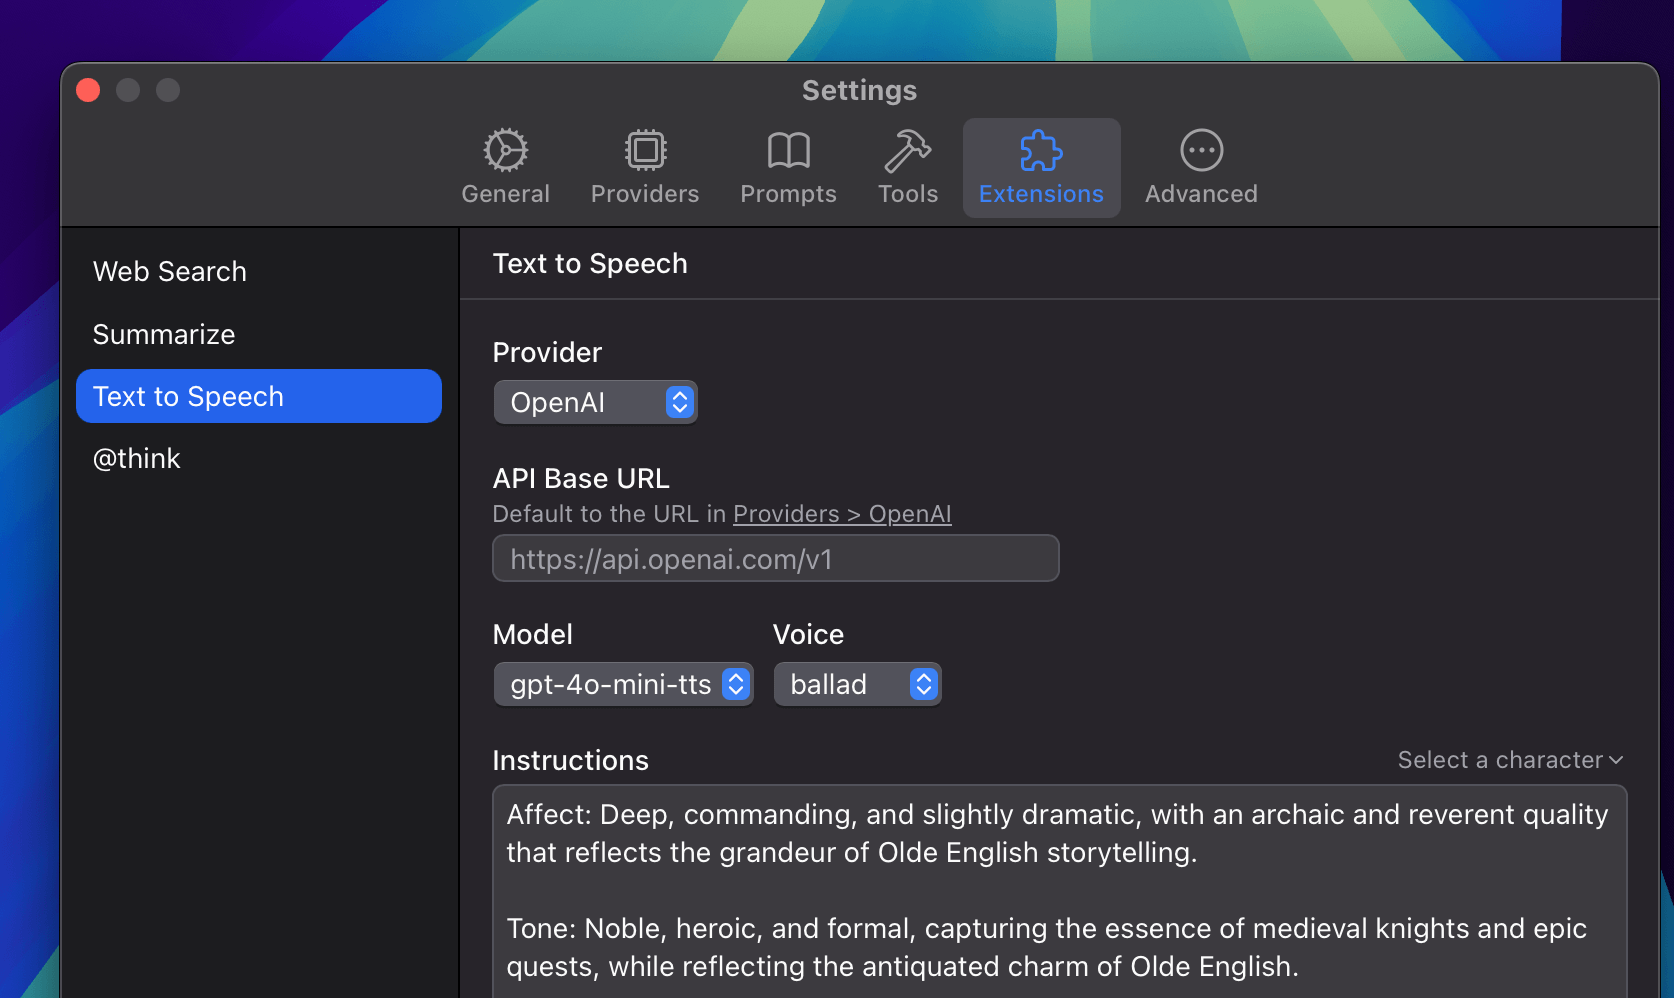 Settings
General
Providers
Prompts
Tools
Extensions
Advanced
Web Search
Summarize
Text to Speech
@think
Text to Speech
Provider
OpenAI
API Base URL
Default to the URL in Providers > OpenAI
https://api.openai.com/v1
Model
Voice
gpt-4o-mini-tts
ballad
Instructions
Select a character
Affect: Deep, commanding, and slightly dramatic, with an archaic and reverent quality
that reflects the grandeur of Olde English storytelling.
Tone: Noble, heroic, and formal, capturing the essence of medieval knights and epic
quests, while reflecting the antiquated charm of Olde English.